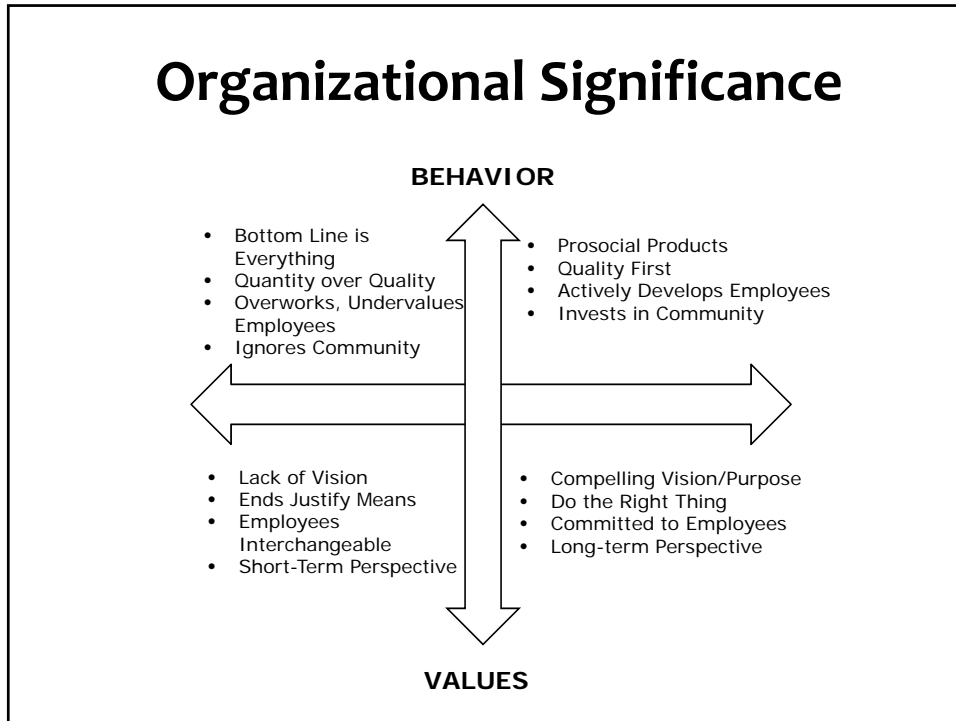 Organizational Significance
BEHAVIOR
• Bottom Line is
Everything
• Quantity over Quality
• Overworks, Undervalues
Employees
• Ignores Community
• Prosocial Products
• Quality First
• Actively Develops Employees
• Invests in Community
• Lack of Vision
• Ends Justify Means
• Employees
Interchangeable
• Short-Term Perspective
• Compelling Vision/Purpose
• Do the Right Thing
• Committed to Employees
• Long-term Perspective
VALUES